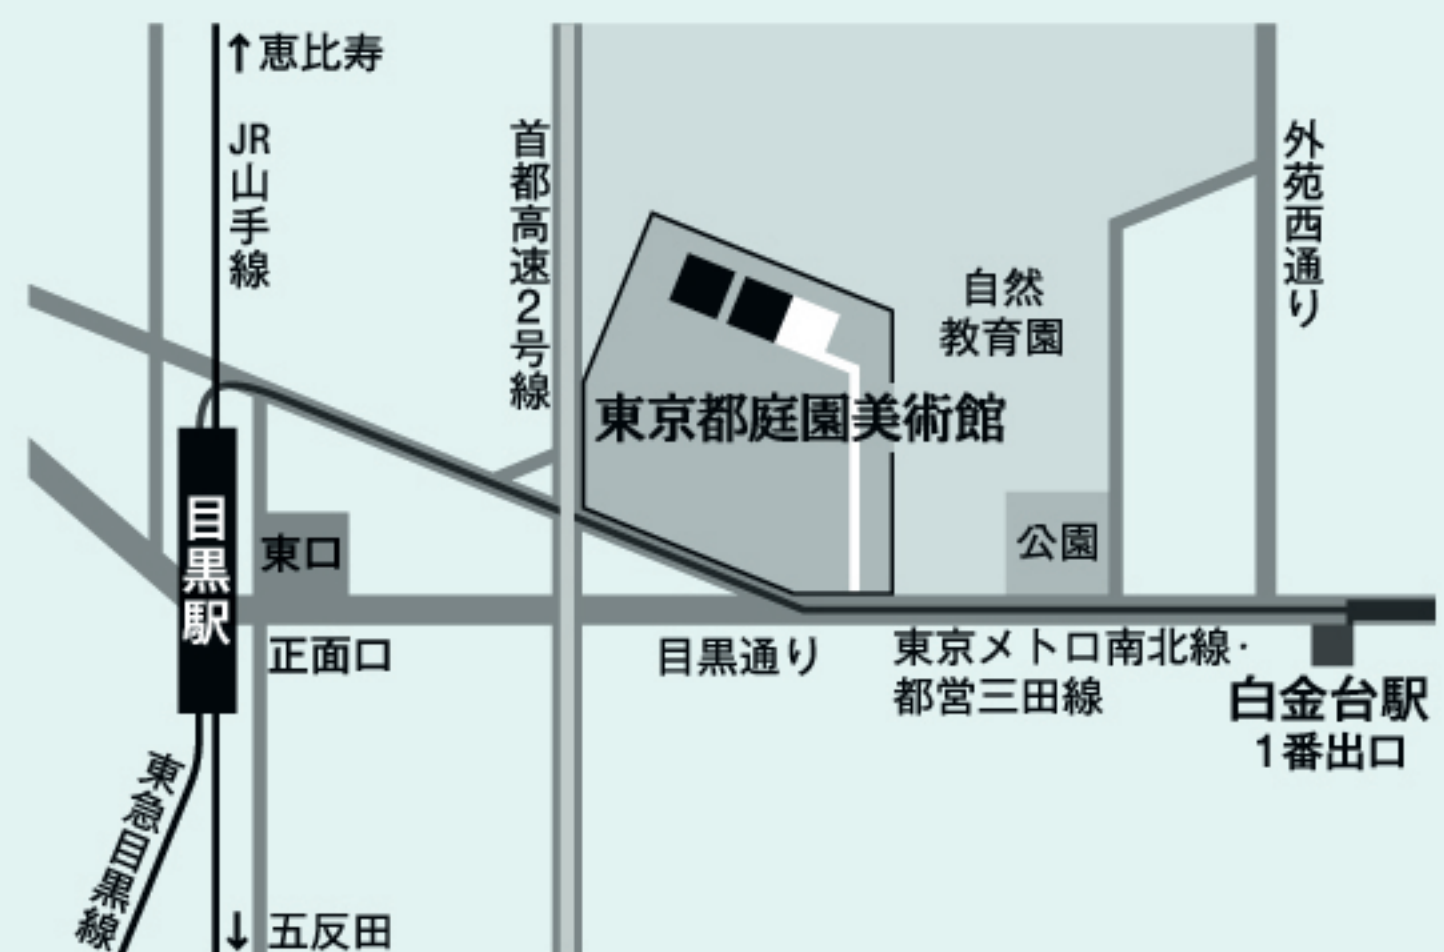 ↑恵比寿
JR山手線
首都高速2号線
外苑西通り
自然
教育園
東京都庭園美術館
目黒駅
東口
公園
正面口
目黒通り
東京メトロ南北線・
都営三田線
白金台駅
1番出口
東急目黒線
↓五反田